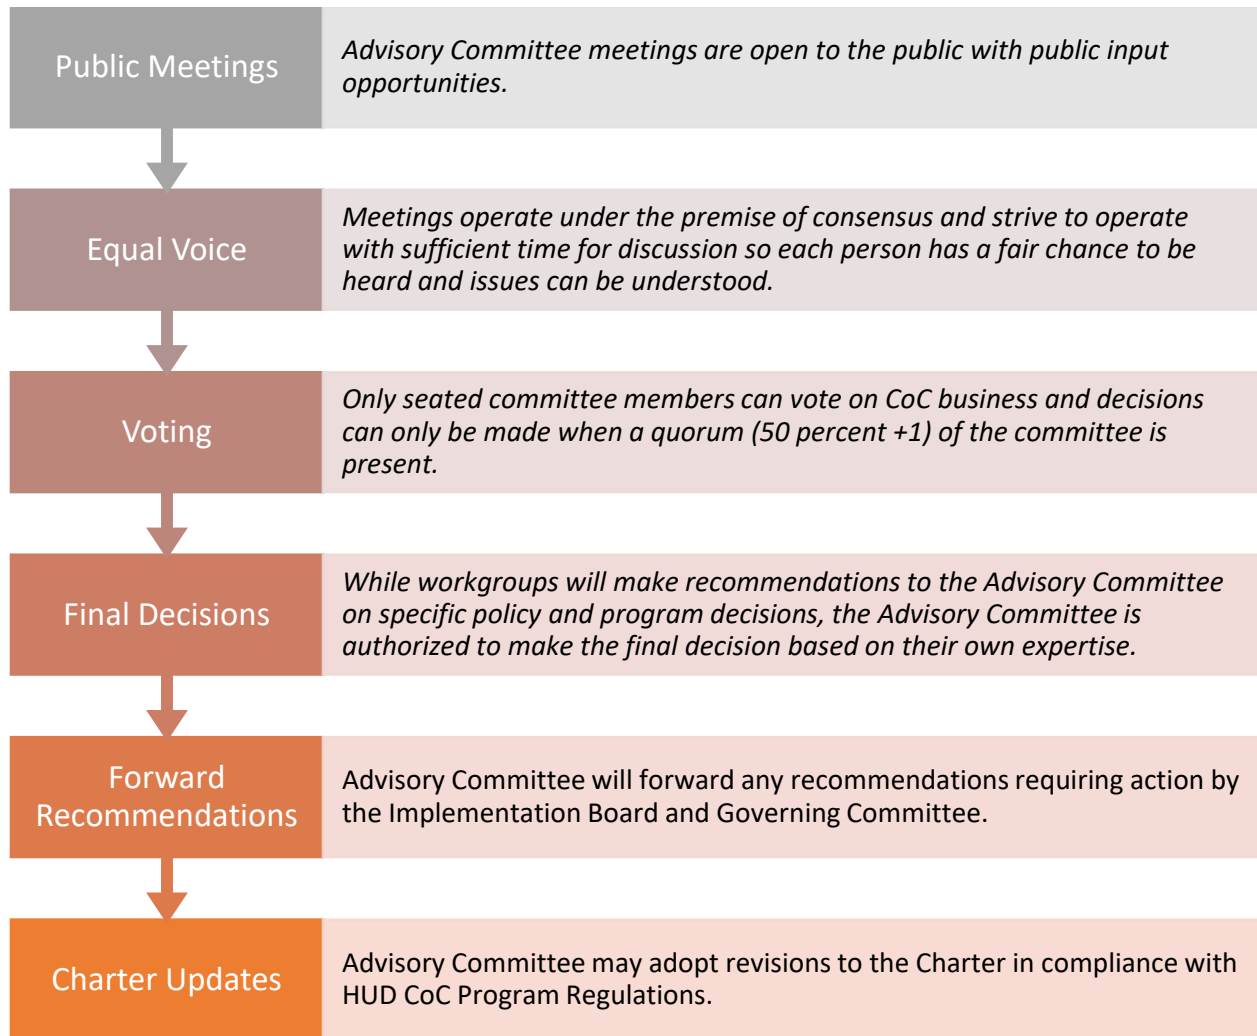 Public Meetings
Advisory Committee meetings are open to the public with public input
opportunities.
Equal Voice
Meetings operate under the premise of consensus and strive to operate
with sufficient time for discussion so each person has a fair chance to be
heard and issues can be understood.
Voting
Only seated committee members can vote on CoC business and decisions
can only be made when a quorum (50 percent +1) of the committee is
present.
Final Decisions
While workgroups will make recommendations to the Advisory Committee
on specific policy and program decisions, the Advisory Committee is
authorized to make the final decision based on their own expertise.
Forward
Recommendations
Advisory Committee will forward any recommendations requiring action by
the Implementation Board and Governing Committee.
Charter Updates
Advisory Committee may adopt revisions to the Charter in compliance with
HUD CoC Program Regulations.